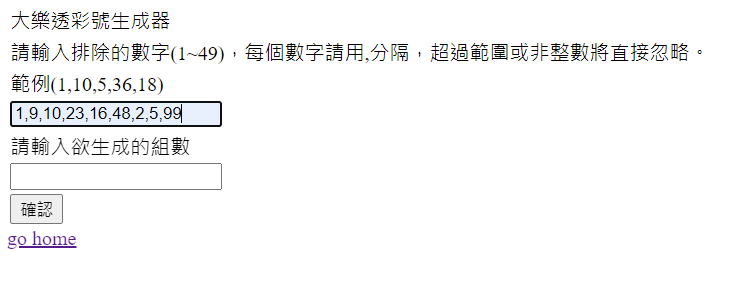 大樂透彩號生成器
請輸入排除的數字(1~49)，每個數字請用,分隔，超過範圍或非整數將直接忽略。
範例(1,10,5,36,18)
1,9,10,23,16,48,2,5,99
請輸入欲生成的組數
確認
go home